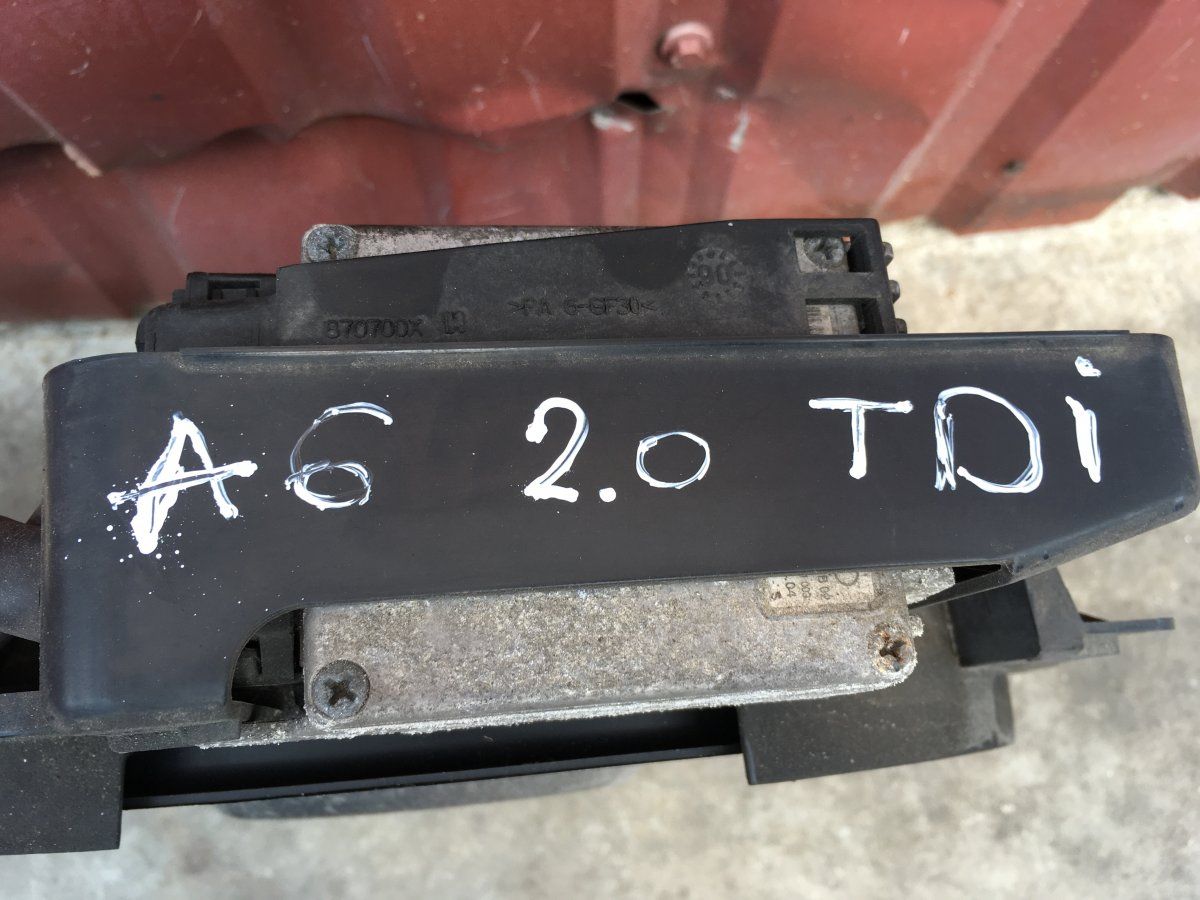 >PA 6-GF30<
870700X
A6 2.0 TDi